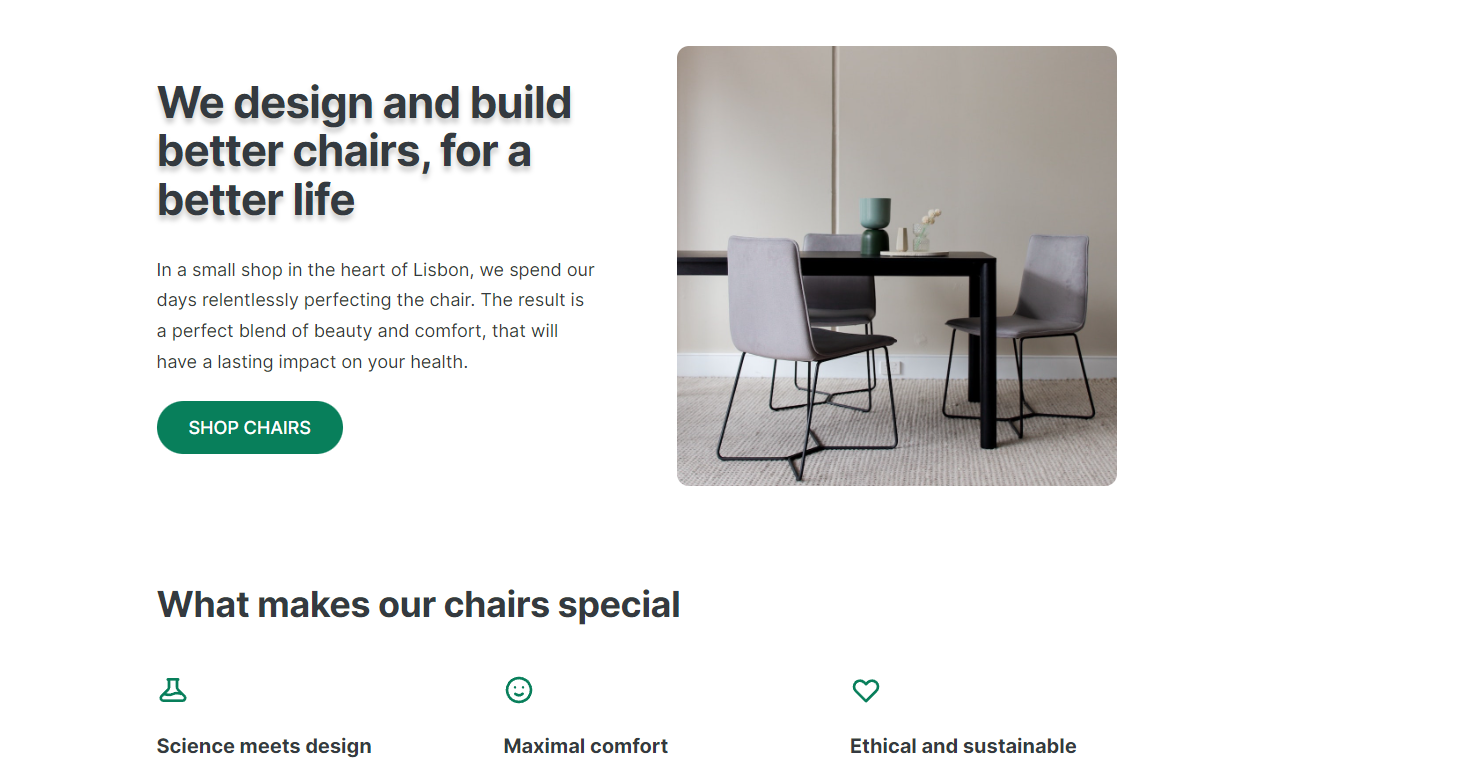 We design and build
better chairs, for a
better life
In a small shop in the heart of Lisbon, we spend our
days relentlessly perfecting the chair. The result is
a perfect blend of beauty and comfort, that will
have a lasting impact on your health.
SHOP CHAIRS
What makes our chairs special
Science meets design
Maximal comfort
Ethical and sustainable